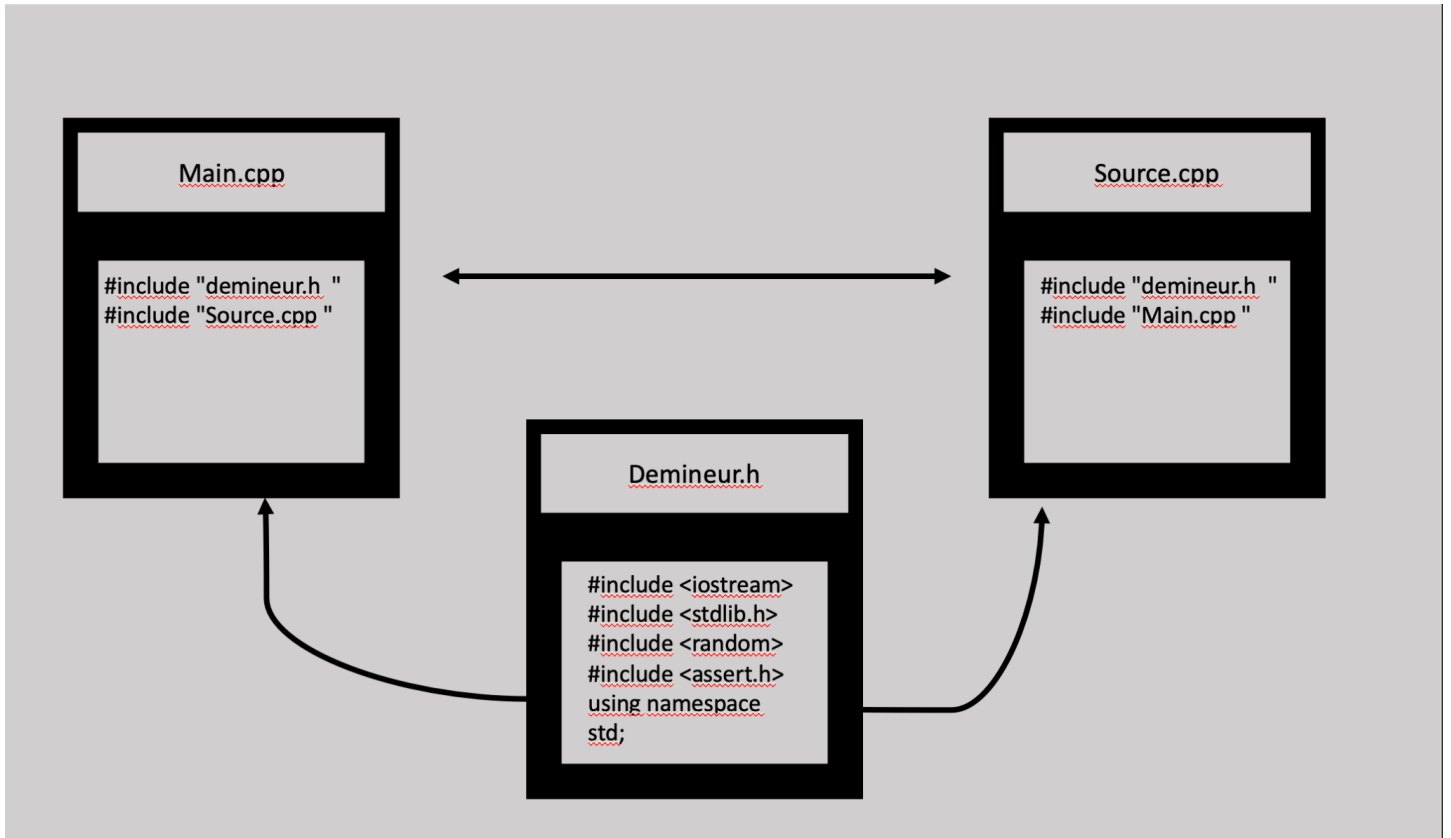 Main.cpp
#include "demineur.h  "
#include "Source.cpp "
Source.cpp
#include "demineur.h  "
#include "Main.cpp "
Demineur.h
#include <iostream>
#include <stdlib.h>
#include <random>
#include <assert.h>
using namespace
std;